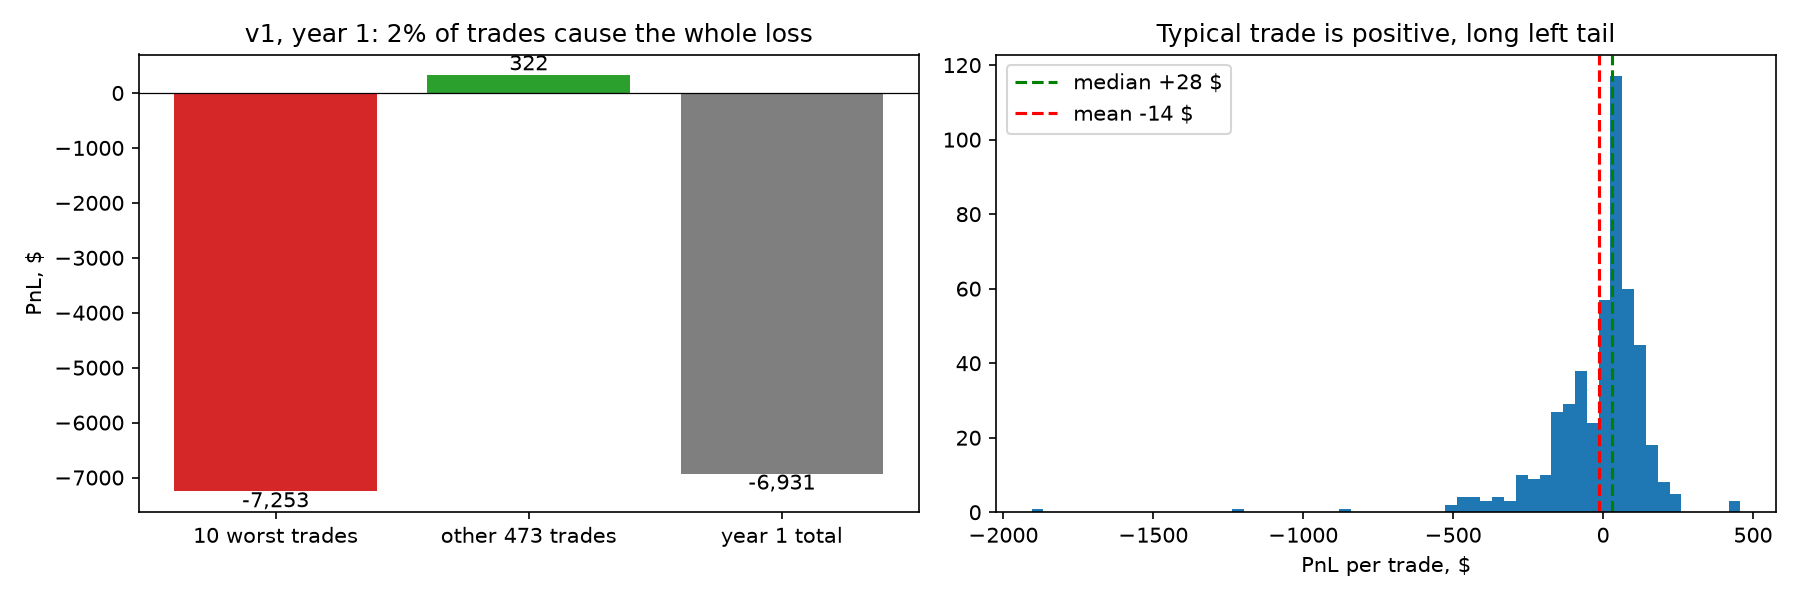 v1, year 1: 2% of trades cause the whole loss
322
0
−1000
−2000
−3000
−4000
−5000
−6000
−7000
PnL, $
-7,253
-6,931
10 worst trades
other 473 trades
year 1 total
Typical trade is positive, long left tail
median +28 $
mean -14 $
120
100
80
60
40
20
0
−2000
−1500
−1000
−500
0
500
PnL per trade, $